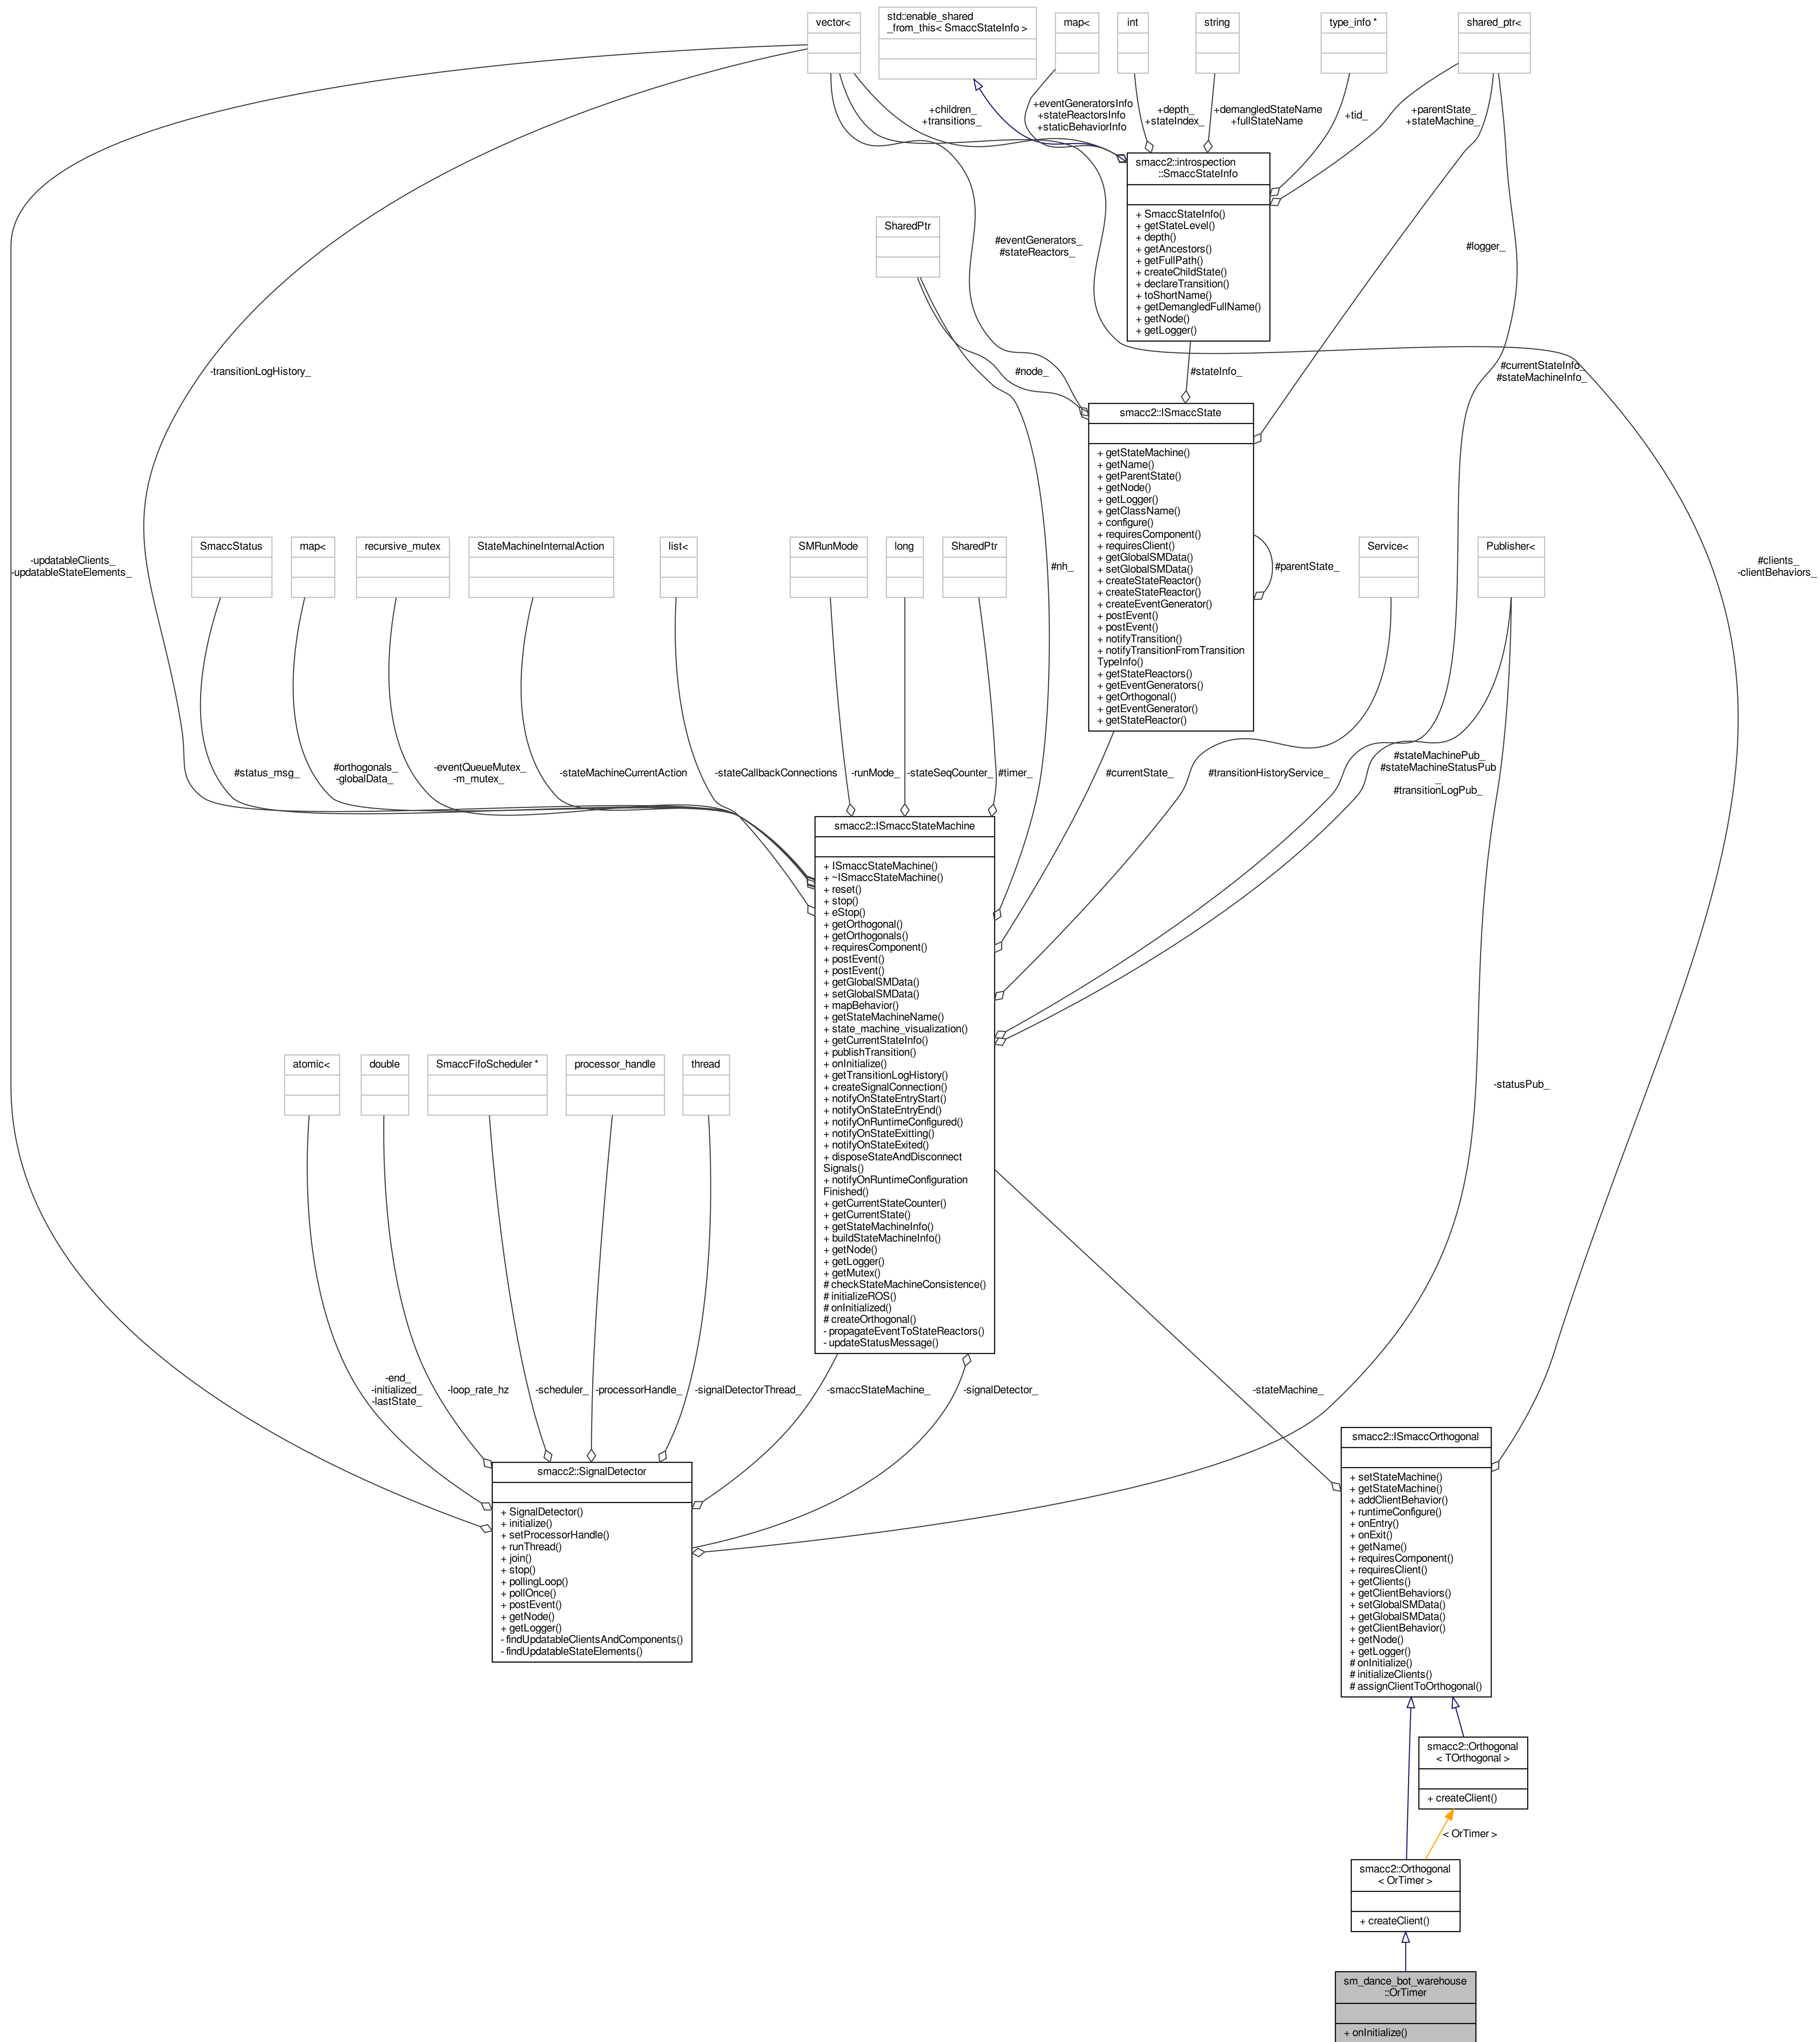 vector<
std::enable_shared
_from_this< SmaccStateInfo >
map<
int
string
type_info *
shared_ptr<
+children_
+transitions_
+eventGeneratorsInfo
+stateReactorsInfo
+staticBehaviorInfo
+depth_
+stateIndex_
+demangledStateName
+fullStateName
+tid_
+parentState_
+stateMachine_
smacc2::introspection
::SmaccStateInfo
+ SmaccStateInfo()
+ getStateLevel()
+ depth()
+ getAncestors()
+ getFullPath()
+ createChildState()
+ declareTransition()
+ toShortName()
+ getDemangledFullName()
+ getNode()
+ getLogger()
SharedPtr
#eventGenerators_
#stateReactors_
#logger_
-transitionLogHistory_
#node_
#stateInfo_
#currentStateInfo_
#stateMachineInfo_
smacc2::ISmaccState
+ getStateMachine()
+ getName()
+ getParentState()
+ getNode()
+ getLogger()
+ getClassName()
+ configure()
+ requiresComponent()
+ requiresClient()
+ getGlobalSMData()
+ setGlobalSMData()
+ createStateReactor()
+ createStateReactor()
+ createEventGenerator()
+ postEvent()
+ postEvent()
+ notifyTransition()
+ notifyTransitionFromTransition
TypeInfo()
+ getStateReactors()
+ getEventGenerators()
+ getOrthogonal()
+ getEventGenerator()
+ getStateReactor()
#parentState_
-updatableClients_
-updatableStateElements_
SmaccStatus
map<
recursive_mutex
StateMachineInternalAction
list<
SMRunMode
long
SharedPtr
#nh_
Service<
Publisher<
#clients_
-clientBehaviors_
#status_msg_
#orthogonals_
-globalData_
-eventQueueMutex_
-m_mutex_
-stateMachineCurrentAction
-stateCallbackConnections
-runMode_
-stateSeqCounter_
#timer_
#currentState_
#transitionHistoryService_
#stateMachinePub_
#stateMachineStatusPub
_
#transitionLogPub_
smacc2::ISmaccStateMachine
+ ISmaccStateMachine()
+ ~ISmaccStateMachine()
+ reset()
+ stop()
+ eStop()
+ getOrthogonal()
+ getOrthogonals()
+ requiresComponent()
+ postEvent()
+ postEvent()
+ getGlobalSMData()
+ setGlobalSMData()
+ mapBehavior()
+ getStateMachineName()
+ state_machine_visualization()
+ getCurrentStateInfo()
+ publishTransition()
+ onInitialize()
+ getTransitionLogHistory()
+ createSignalConnection()
+ notifyOnStateEntryStart()
+ notifyOnStateEntryEnd()
+ notifyOnRuntimeConfigured()
+ notifyOnStateExitting()
+ notifyOnStateExited()
+ disposeStateAndDisconnect
Signals()
+ notifyOnRuntimeConfiguration
Finished()
+ getCurrentStateCounter()
+ getCurrentState()
+ getStateMachineInfo()
+ buildStateMachineInfo()
+ getNode()
+ getLogger()
+ getMutex()
# checkStateMachineConsistence()
# initializeROS()
# onInitialized()
# createOrthogonal()
- propagateEventToStateReactors()
- updateStatusMessage()
atomic<
double
SmaccFifoScheduler *
processor_handle
thread
-statusPub_
-end_
-initialized_
-lastState_
-loop_rate_hz
-scheduler_
-processorHandle_
-signalDetectorThread_
-smaccStateMachine_
-signalDetector_
-stateMachine_
smacc2::SignalDetector
+ SignalDetector()
+ initialize()
+ setProcessorHandle()
+ runThread()
+ join()
+ stop()
+ pollingLoop()
+ pollOnce()
+ postEvent()
+ getNode()
+ getLogger()
- findUpdatableClientsAndComponents()
- findUpdatableStateElements()
smacc2::ISmaccOrthogonal
+ setStateMachine()
+ getStateMachine()
+ addClientBehavior()
+ runtimeConfigure()
+ onEntry()
+ onExit()
+ getName()
+ requiresComponent()
+ requiresClient()
+ getClients()
+ getClientBehaviors()
+ setGlobalSMData()
+ getGlobalSMData()
+ getClientBehavior()
+ getNode()
+ getLogger()
# onInitialize()
# initializeClients()
# assignClientToOrthogonal()
smacc2::Orthogonal
< TOrthogonal >
+ createClient()
< OrTimer >
smacc2::Orthogonal
< OrTimer >
+ createClient()
sm_dance_bot_warehouse
::OrTimer
+ onInitialize()